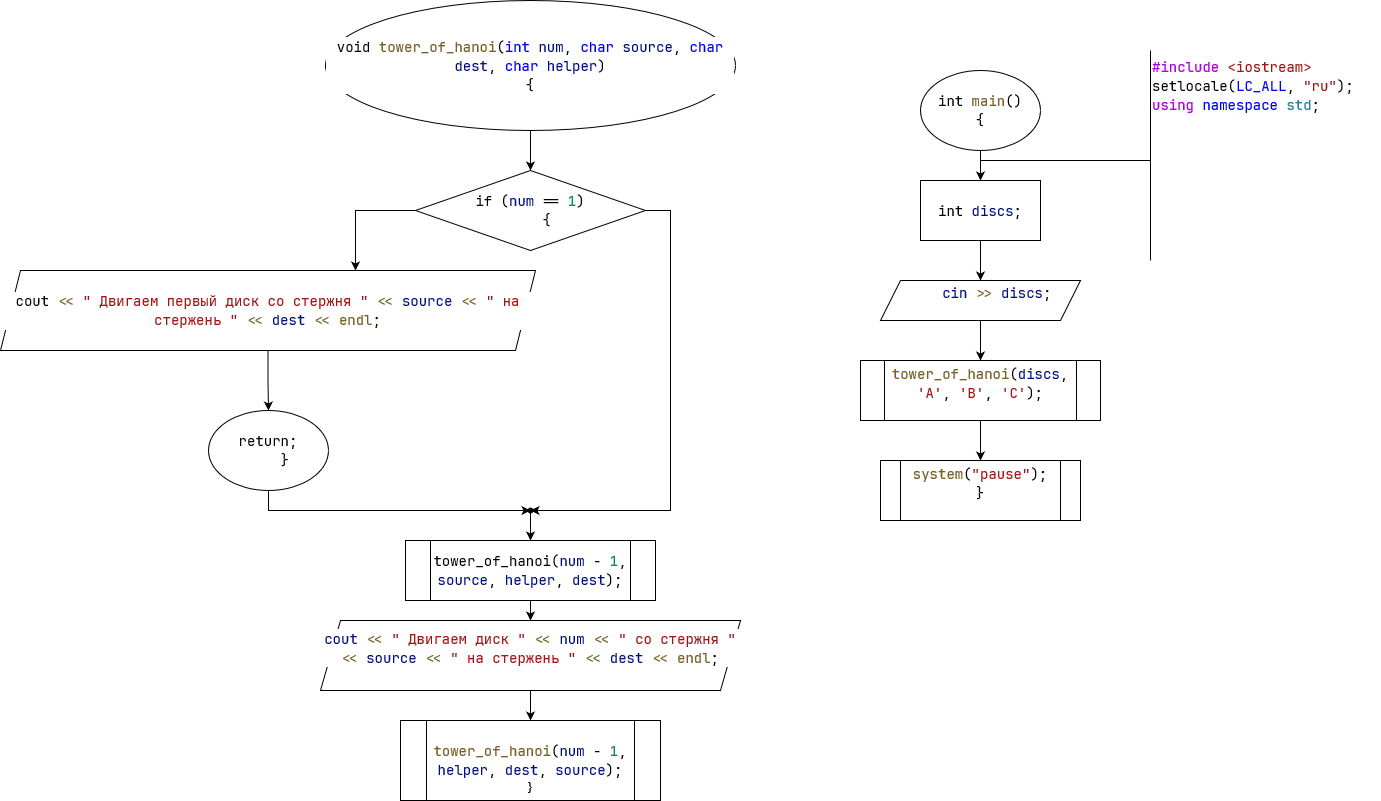 void tower_of_hanoi(int num, char source, char
dest, char helper)
{
if (num == 1)
{
cout << " Двигаем первый диск со стержня " << source << " на
стержень " << dest << endl;
return;
}
tower_of_hanoi(num - 1,
source, helper, dest);
cout << " Двигаем диск " << num << " со стержня "
<< source << " на стержень " << dest << endl;
tower_of_hanoi(num - 1,
helper, dest, source);
}
int main()
{
#include <iostream>
setlocale(LC_ALL, "ru");
using namespace std;
int discs;
cin >> discs;
tower_of_hanoi(discs,
'A', 'B', 'C');
system("pause");
}